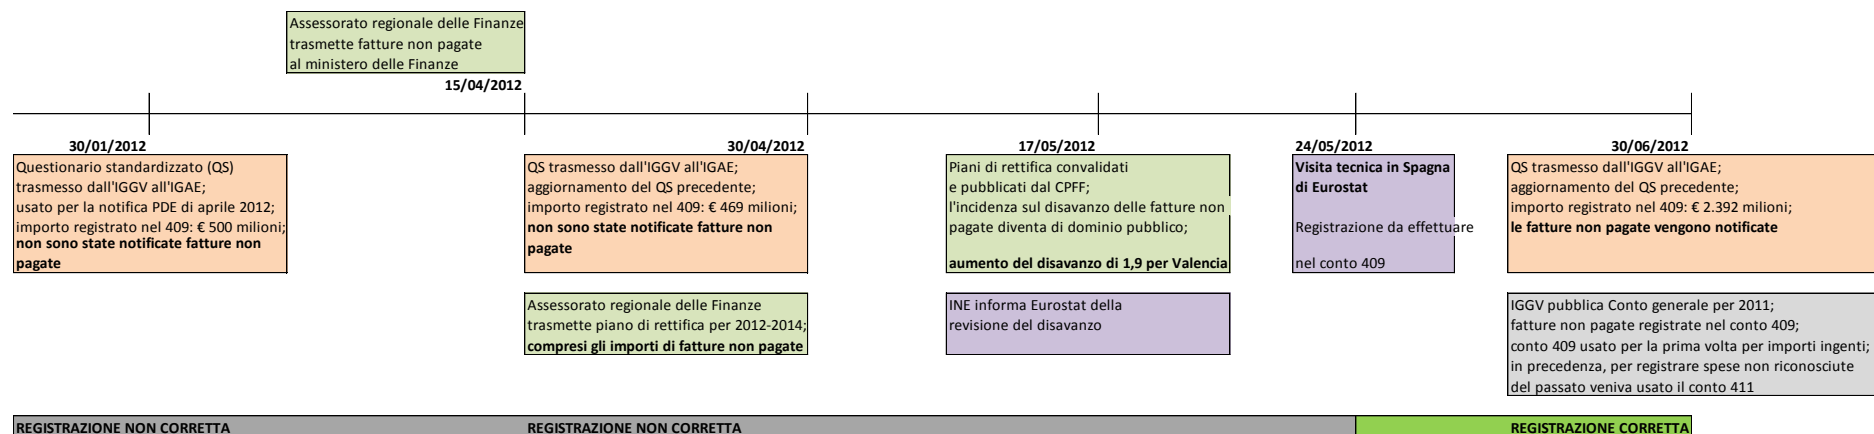 Assessorato regionale delle Finanze
trasmette fatture non pagate
al ministero delle Finanze
15/04/2012
30/01/2012
Questionario standardizzato (QS)
trasmesso dall'IGGV all'IGAE;
usato per la notifica PDE di aprile 2012;
importo registrato nel 409: € 500 milioni;
non sono state notificate fatture non
pagate
30/04/2012
QS trasmesso dall'IGGV all'IGAE;
aggiornamento del QS precedente;
importo registrato nel 409: € 469 milioni;
non sono state notificate fatture non
pagate
Assessorato regionale delle Finanze
trasmette piano di rettifica per 2012-2014;
compresi gli importi di fatture non pagate
17/05/2012
Piani di rettifica convalidati
e pubblicati dal CPFF;
l'incidenza sul disavanzo delle fatture non
pagate diventa di dominio pubblico;
aumento del disavanzo di 1,9 per Valencia
INE informa Eurostat della
revisione del disavanzo
24/05/2012
Visita tecnica in Spagna
di Eurostat
Registrazione da effettuare
nel conto 409
30/06/2012
QS trasmesso dall'IGGV all'IGAE;
aggiornamento del QS precedente;
importo registrato nel 409: € 2.392 milioni;
le fatture non pagate vengono notificate
IGGV pubblica Conto generale per 2011;
fatture non pagate registrate nel conto 409;
conto 409 usato per la prima volta per importi ingenti;
in precedenza, per registrare spese non riconosciute
del passato veniva usato il conto 411
REGISTRAZIONE NON CORRETTA
REGISTRAZIONE NON CORRETTA
REGISTRAZIONE CORRETTA